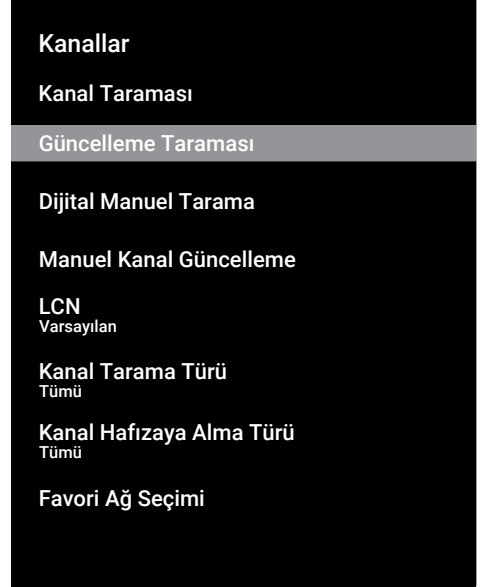 Kanallar
Kanal Taraması
Güncelleme Taraması
Dijital Manuel Tarama
Manuel Kanal Güncelleme
LCN
Varsayılan
Kanal Tarama Türü
Tümü
Kanal Hafızaya Alma Türü
Tümü
Favori Ağ Seçimi